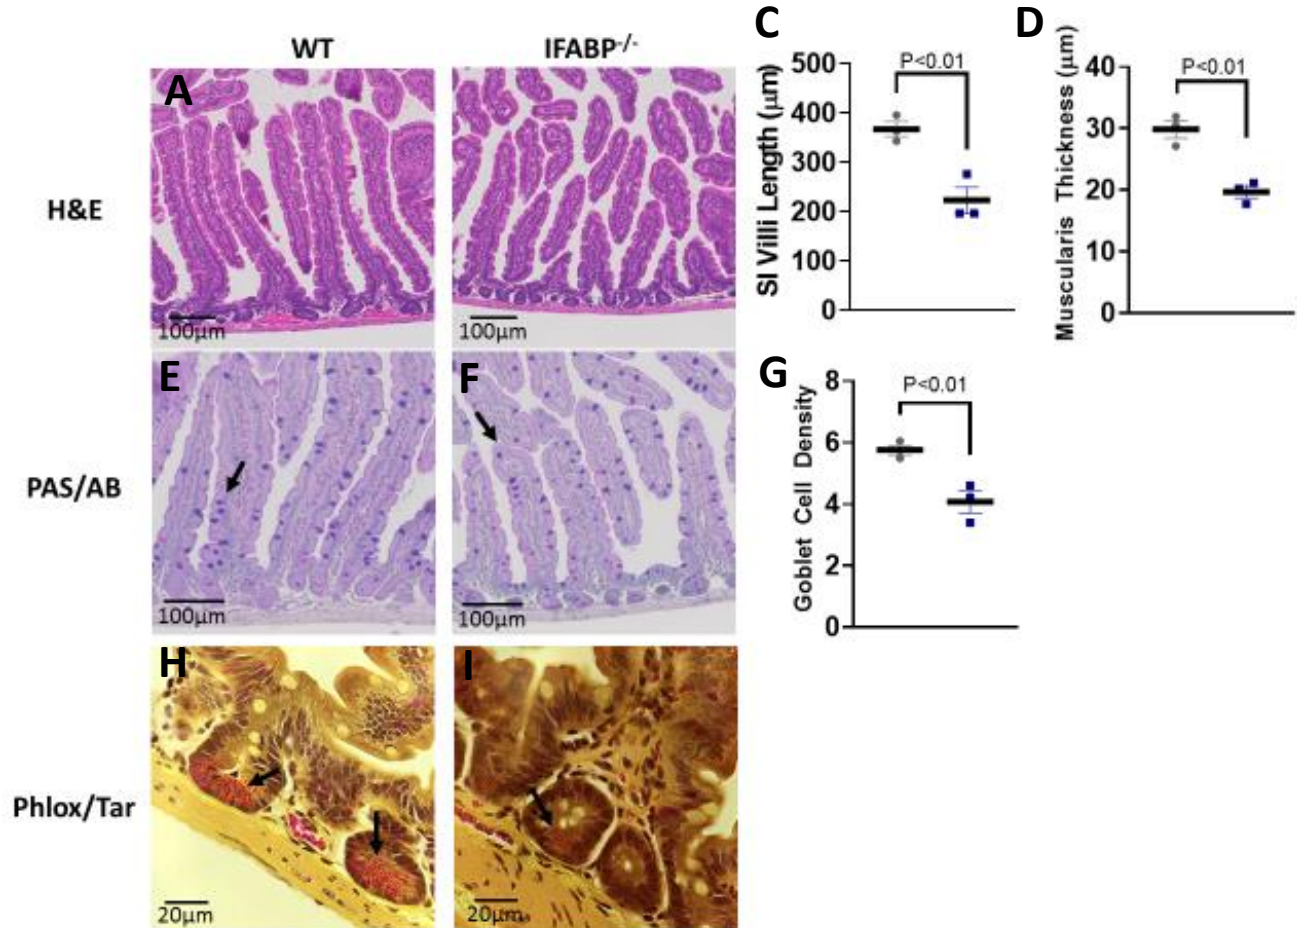 WT
IFABP-/-
C
D
A
H&E
100µm
100µm
SI Villi Length (µm)
500
400
300
200
100
0
P<0.01
Muscularis Thickness (µm)
40
30
20
10
0
P<0.01
E
F
PAS/AB
100µm
100µm
G
Goblet Cell Density
8
6
4
2
0
P<0.01
H
I
Phlox/Tar
20µm
20µm